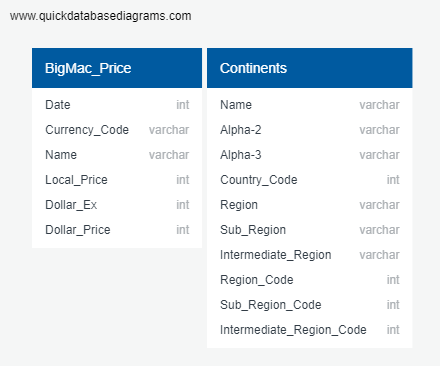 www.quickdatabasediagrams.com
BigMac_Price
Date int
Currency_Code varchar
Name varchar
Local_Price int
Dollar_Ex int
Dollar_Price int
Continents
Name varchar
Alpha-2 varchar
Alpha-3 varchar
Country_Code int
Region varchar
Sub_Region varchar
Intermediate_Region varchar
Region_Code int
Sub_Region_Code int
Intermediate_Region_Code int